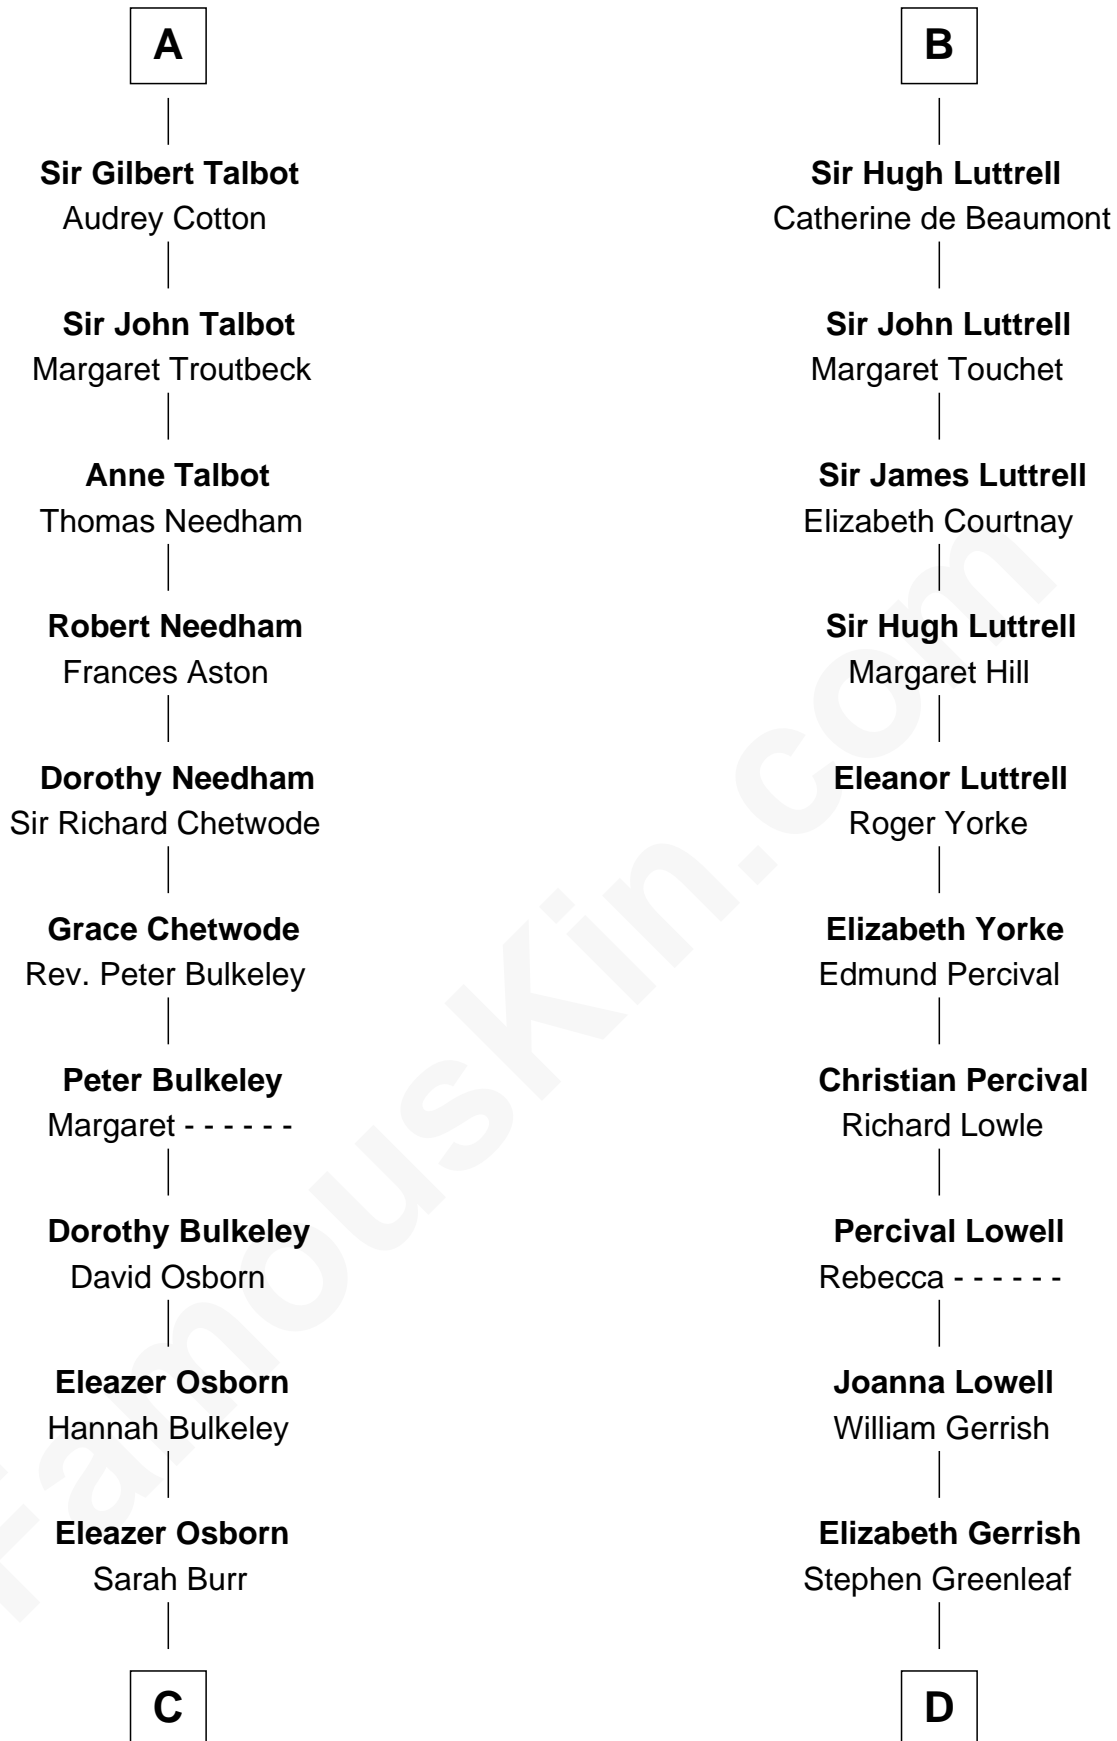 A
Sir Gilbert Talbot
Audrey Cotton
Sir John Talbot
Margaret Troutbeck
Anne Talbot
Thomas Needham
Robert Needham
Frances Aston
Dorothy Needham
Sir Richard Chetwode
Grace Chetwode
Rev. Peter Bulkeley
Peter Bulkeley
Margaret - - - - - -
Dorothy Bulkeley
David Osborn
Eleazer Osborn
Hannah Bulkeley
Eleazer Osborn
Sarah Burr
C
B
Sir Hugh Luttrell
Catherine de Beaumont
Sir John Luttrell
Margaret Touchet
Sir James Luttrell
Elizabeth Courtnay
Sir Hugh Luttrell
Margaret Hill
Eleanor Luttrell
Roger Yorke
Elizabeth Yorke
Edmund Percival
Christian Percival
Richard Lowle
Percival Lowell
Rebecca - - - - - -
Joanna Lowell
William Gerrish
Elizabeth Gerrish
Stephen Greenleaf
D
FamousKin.com